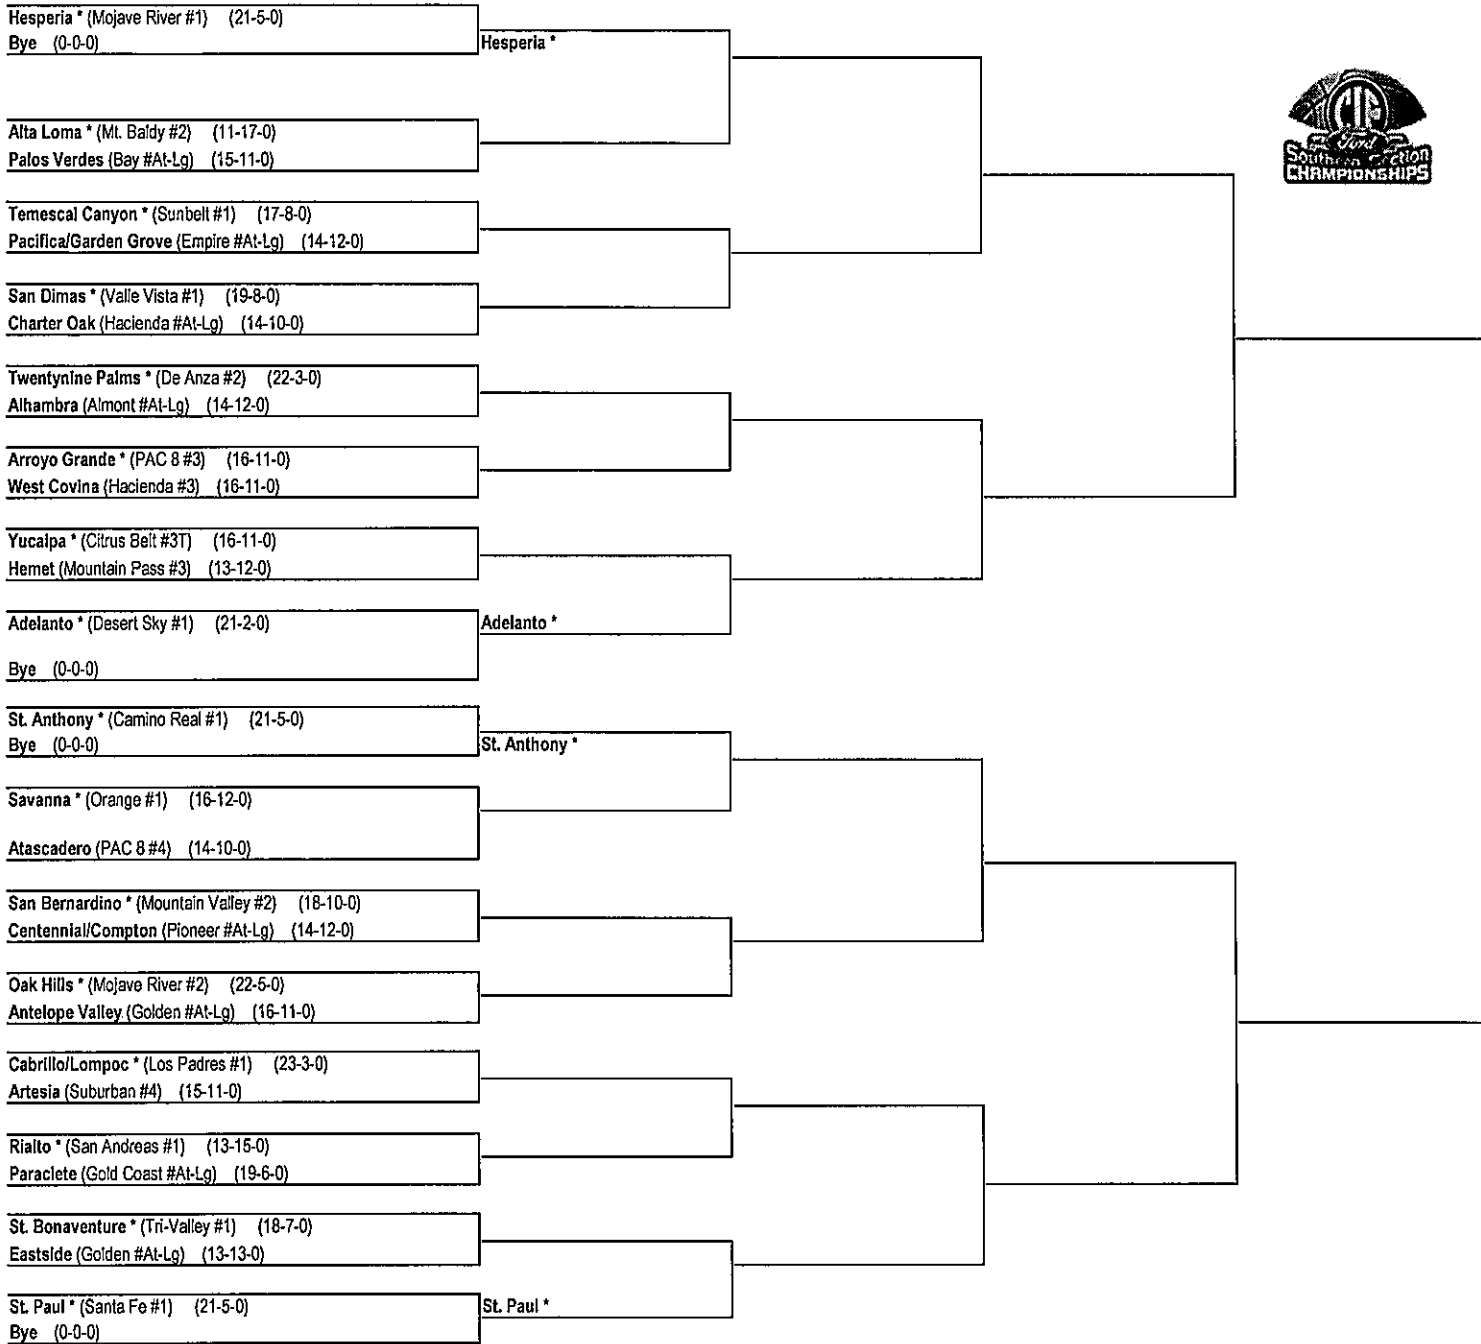 Hesperia * (Mojave River #1) (21-5-0)
Bye (0-0-0)
Hesperia *
Alta Loma * (Mt. Baldy #2) (11-17-0)
Palos Verdes (Bay #At-Lg) (15-11-0)
Temescal Canyon * (Sunbelt #1) (17-8-0)
Pacifica/Garden Grove (Empire #At-Lg) (14-12-0)
San Dimas * (Valle Vista #1) (19-8-0)
Charter Oak (Hacienda #At-Lg) (14-10-0)
Twentynine Palms * (De Anza #2) (22-3-0)
Alhambra (Almont #At-Lg) (14-12-0)
Arroyo Grande * (PAC 8 #3) (16-11-0)
West Covina (Hacienda #3) (16-11-0)
Yucaipa * (Citrus Belt #3T) (16-11-0)
Hemet (Mountain Pass #3) (13-12-0)
Adelanto * (Desert Sky #1) (21-2-0)
Bye (0-0-0)
Adelanto *
St. Anthony * (Camino Real #1) (21-5-0)
Bye (0-0-0)
St. Anthony *
Savanna * (Orange #1) (16-12-0)
Atascadero (PAC 8 #4) (14-10-0)
San Bernardino * (Mountain Valley #2) (18-10-0)
Centennial/Compton (Pioneer #At-Lg) (14-12-0)
Oak Hills * (Mojave River #2) (22-5-0)
Antelope Valley (Golden #At-Lg) (16-11-0)
Cabrillo/Lompoc * (Los Padres #1) (23-3-0)
Artesia (Suburban #4) (15-11-0)
Rialto * (San Andreas #1) (13-15-0)
Paraclete (Gold Coast #At-Lg) (19-6-0)
St. Bonaventure * (Tri-Valley #1) (18-7-0)
Eastside (Golden #At-Lg) (13-13-0)
St. Paul * (Santa Fe #1) (21-5-0)
Bye (0-0-0)
St. Paul *
CIF
Ford
Southern Section
CHAMPIONSHIPS